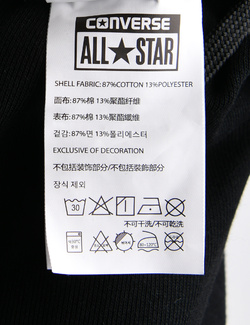 CONVERSE
ALL★STAR
SHELL FABRIC: 87%COTTON 13%POLYESTER
面布: 87%棉 13%聚酯纤维
表布: 87%棉 13%聚酯纖維
겉감: 87%면 13%폴리에스터
EXCLUSIVE OF DECORATION
不包括装饰部分/不包括裝飾部分
장식 제외
30
不可干洗/不可乾洗